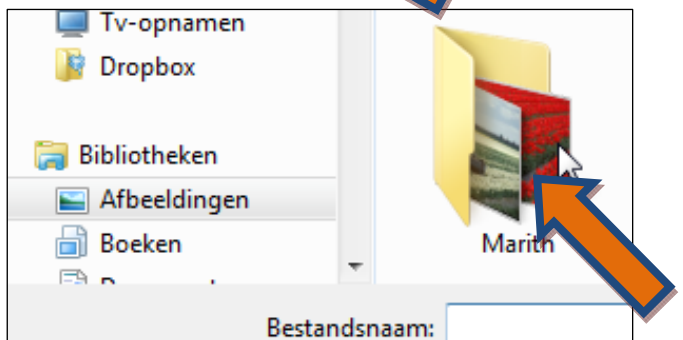 Tv-opnamen
Dropbox
Bibliotheken
Afbeeldingen
Boeken
Marith
Bestandsnaam: